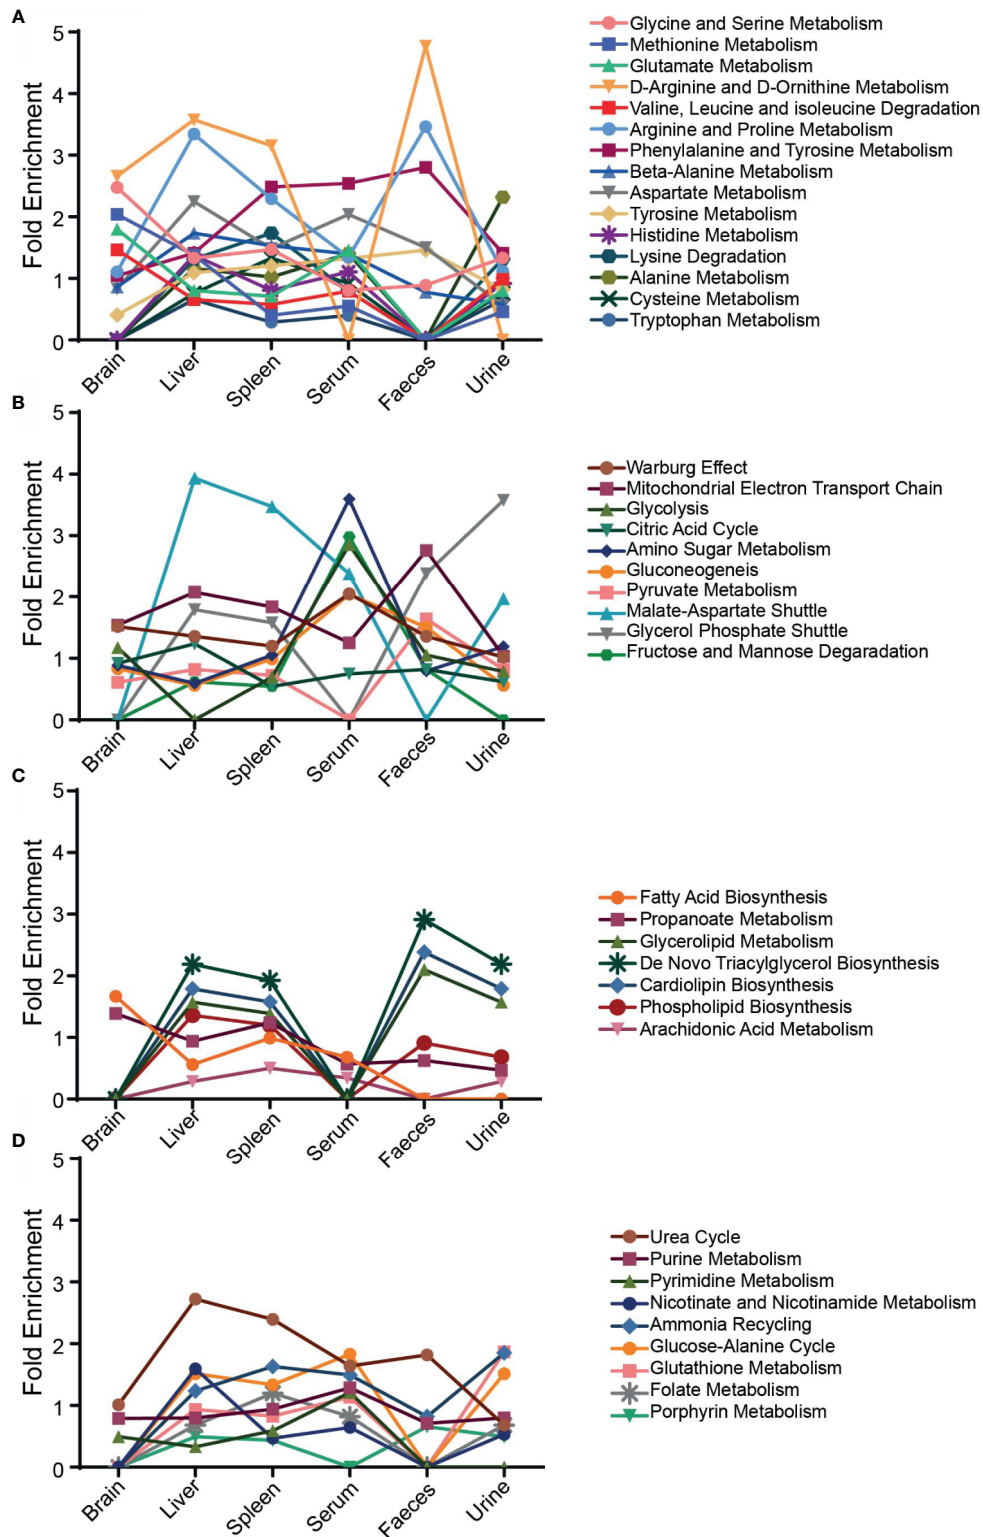 A
5
4
3
2
1
0
Fold Enrichment
Brain
Liver
Spleen
Serum
Faeces
Urine
Glycine and Serine Metabolism
Methionine Metabolism
Glutamate Metabolism
D-Arginine and D-Ornithine Metabolism
Valine, Leucine and isoleucine Degradation
Arginine and Proline Metabolism
Phenylalanine and Tyrosine Metabolism
Beta-Alanine Metabolism
Aspartate Metabolism
Tyrosine Metabolism
Histidine Metabolism
Lysine Degradation
Alanine Metabolism
Cysteine Metabolism
Tryptophan Metabolism
B
5
4
3
2
1
0
Fold Enrichment
Brain
Liver
Spleen
Serum
Faeces
Urine
Warburg Effect
Mitochondrial Electron Transport Chain
Glycolysis
Citric Acid Cycle
Amino Sugar Metabolism
Gluconeogeneis
Pyruvate Metabolism
Malate-Aspartate Shuttle
Glycerol Phosphate Shuttle
Fructose and Mannose Degaradation
C
5
4
3
2
1
0
Fold Enrichment
Brain
Liver
Spleen
Serum
Faeces
Urine
Fatty Acid Biosynthesis
Propanoate Metabolism
Glycerolipid Metabolism
De Novo Triacylglycerol Biosynthesis
Cardiolipin Biosynthesis
Phospholipid Biosynthesis
Arachidonic Acid Metabolism
D
5
4
3
2
1
0
Fold Enrichment
Brain
Liver
Spleen
Serum
Faeces
Urine
Urea Cycle
Purine Metabolism
Pyrimidine Metabolism
Nicotinate and Nicotinamide Metabolism
Ammonia Recycling
Glucose-Alanine Cycle
Glutathione Metabolism
Folate Metabolism
Porphyrin Metabolism